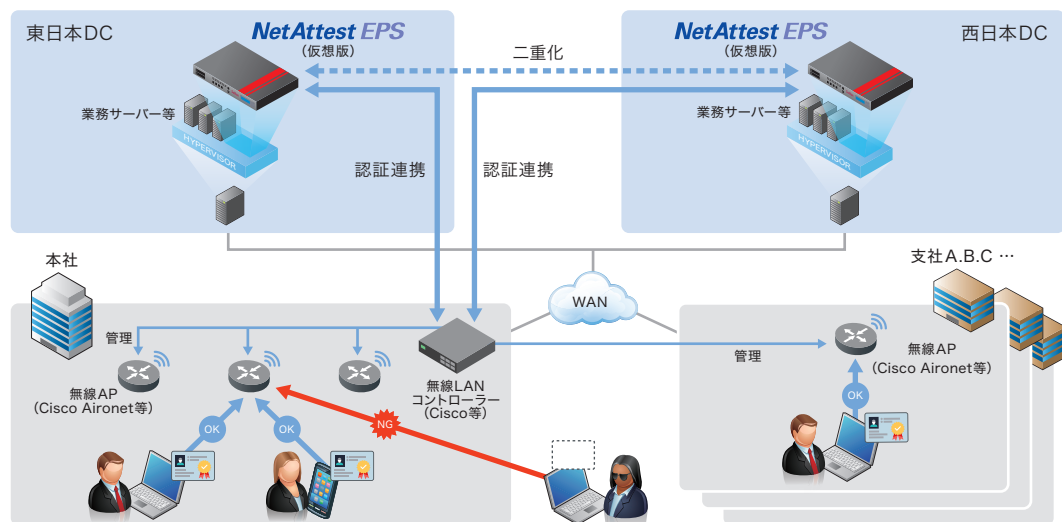 東日本DC
NetAttest EPS
(仮想版)
業務サーバー等
HYPERVISOR
二重化
NetAttest EPS
(仮想版)
西日本DC
業務サーバー等
HYPERVISOR
認証連携
認証連携
本社
WAN
支社A.B.C …
管理
無線AP
(Cisco Aironet等)
無線LAN
コントローラー
(Cisco等)
管理
無線AP
(Cisco Aironet等)
OK
OK
NG
OK